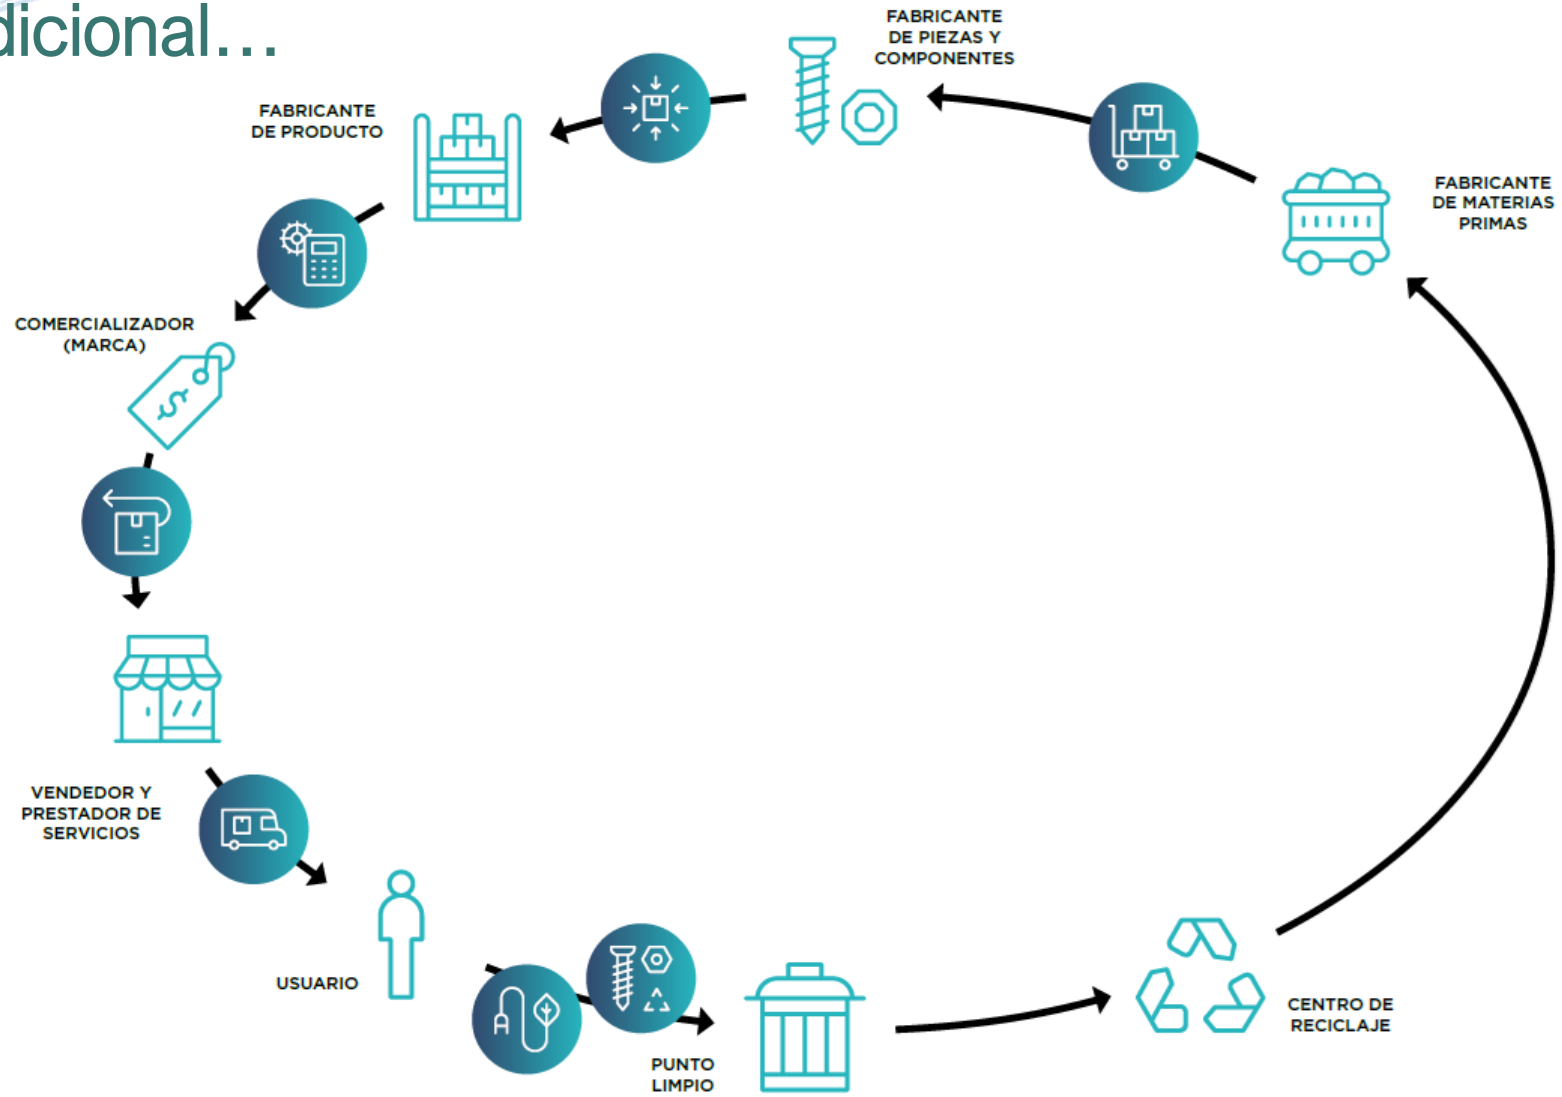 dicional...
FABRICANTE
DE PIEZAS Y
COMPONENTES
FABRICANTE
DE PRODUCTO
FABRICANTE
DE MATERIAS
PRIMAS
COMERCIALIZADOR
(MARCA)
$
VENDEDOR Y
PRESTADOR DE
SERVICIOS
USUARIO
CENTRO DE
RECICLAJE
PUNTO
LIMPIO